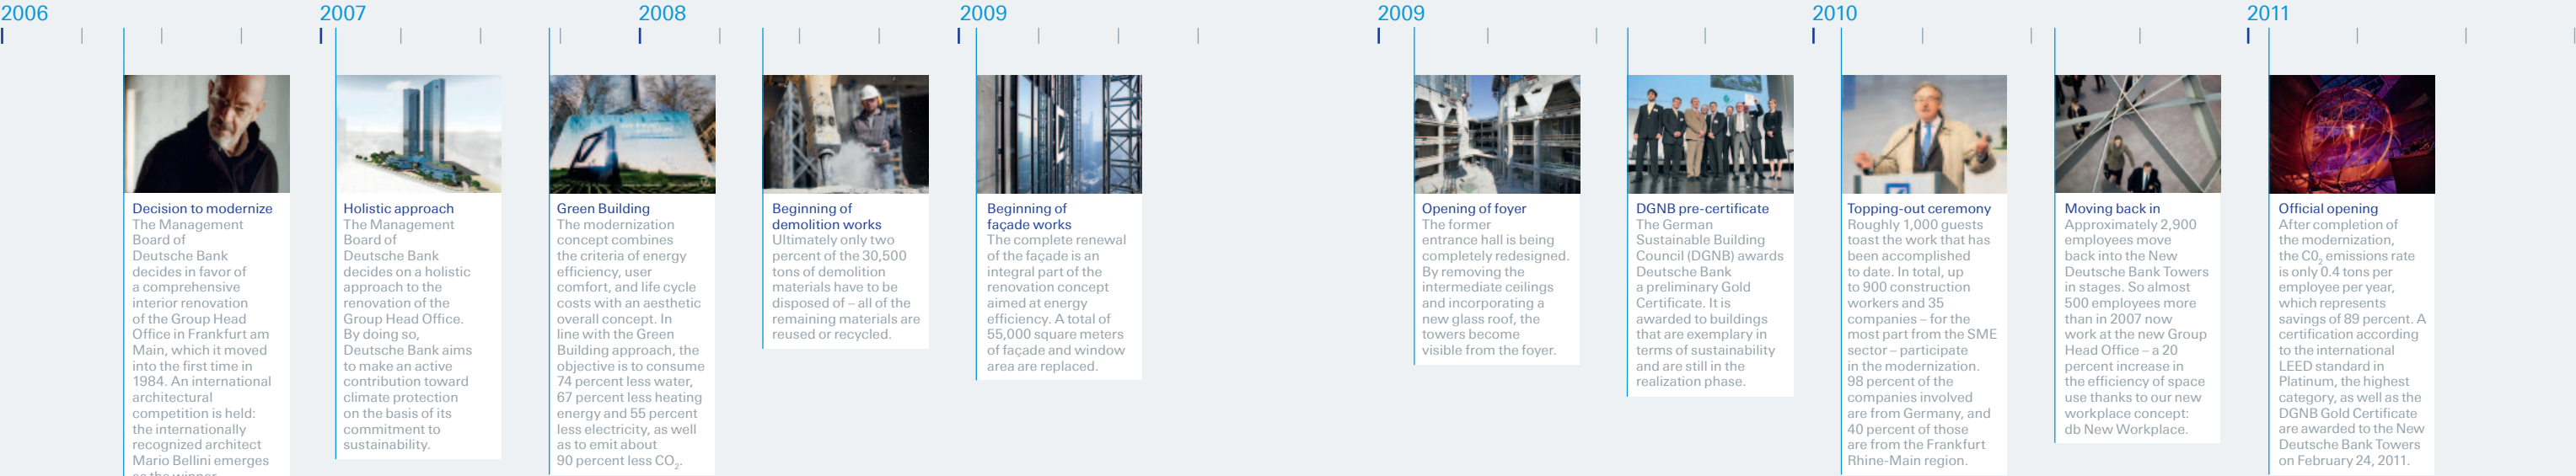 2006
2007
2008
2009
2009
2010
2011
Decision to modernize
The Management
Board of
Deutsche Bank
decides in favor of
a comprehensive
interior renovation
of the Group Head
Office in Frankfurt am
Main, which it moved
into the first time in
1984. An international
architectural
competition is held:
the internationally
recognized architect
Mario Bellini emerges
as the winner.
Holistic approach
The Management
Board of
Deutsche Bank
decides on a holistic
approach to the
renovation of the
Group Head Office.
By doing so,
Deutsche Bank aims
to make an active
contribution toward
climate protection
on the basis of its
commitment to
sustainability.
Green Building
The modernization
concept combines
the criteria of energy
efficiency, user
comfort, and life cycle
costs with an aesthetic
overall concept. In
line with the Green
Building approach, the
objective is to consume
74 percent less water,
67 percent less heating
energy and 55 percent
less electricity, as well
as to emit about
90 percent less CO₂.
Beginning of
demolition works
Ultimately only two
percent of the 30,500
tons of demolition
materials have to be
disposed of – all of the
remaining materials are
reused or recycled.
Beginning of
façade works
The complete renewal
of the façade is an
integral part of the
renovation concept
aimed at energy
efficiency. A total of
55,000 square meters
of façade and window
area are replaced.
Opening of foyer
The former
entrance hall is being
completely redesigned.
By removing the
intermediate ceilings
and incorporating a
new glass roof, the
towers become
visible from the foyer.
DGNB pre-certificate
The German
Sustainable Building
Council (DGNB) awards
Deutsche Bank
a preliminary Gold
Certificate. It is
awarded to buildings
that are exemplary in
terms of sustainability
and are still in the
realization phase.
Topping-out ceremony
Roughly 1,000 guests
toast the work that has
been accomplished
to date. In total, up
to 900 construction
workers and 35
companies – for the
most part from the SME
sector – participate
in the modernization.
98 percent of the
companies involved
are from Germany, and
40 percent of those
are from the Frankfurt
Rhine-Main region.
Moving back in
Approximately 2,900
employees move
back into the New
Deutsche Bank Towers
in stages. So almost
500 employees more
than in 2007 now
work at the new Group
Head Office – a 20
percent increase in
the efficiency of space
use thanks to our new
workplace concept:
db New Workplace.
Official opening
After completion of
the modernization,
the C0₂ emissions rate
is only 0.4 tons per
employee per year,
which represents
savings of 89 percent. A
certification according
to the international
LEED standard in
Platinum, the highest
category, as well as the
DGNB Gold Certificate
are awarded to the New
Deutsche Bank Towers
on February 24, 2011.